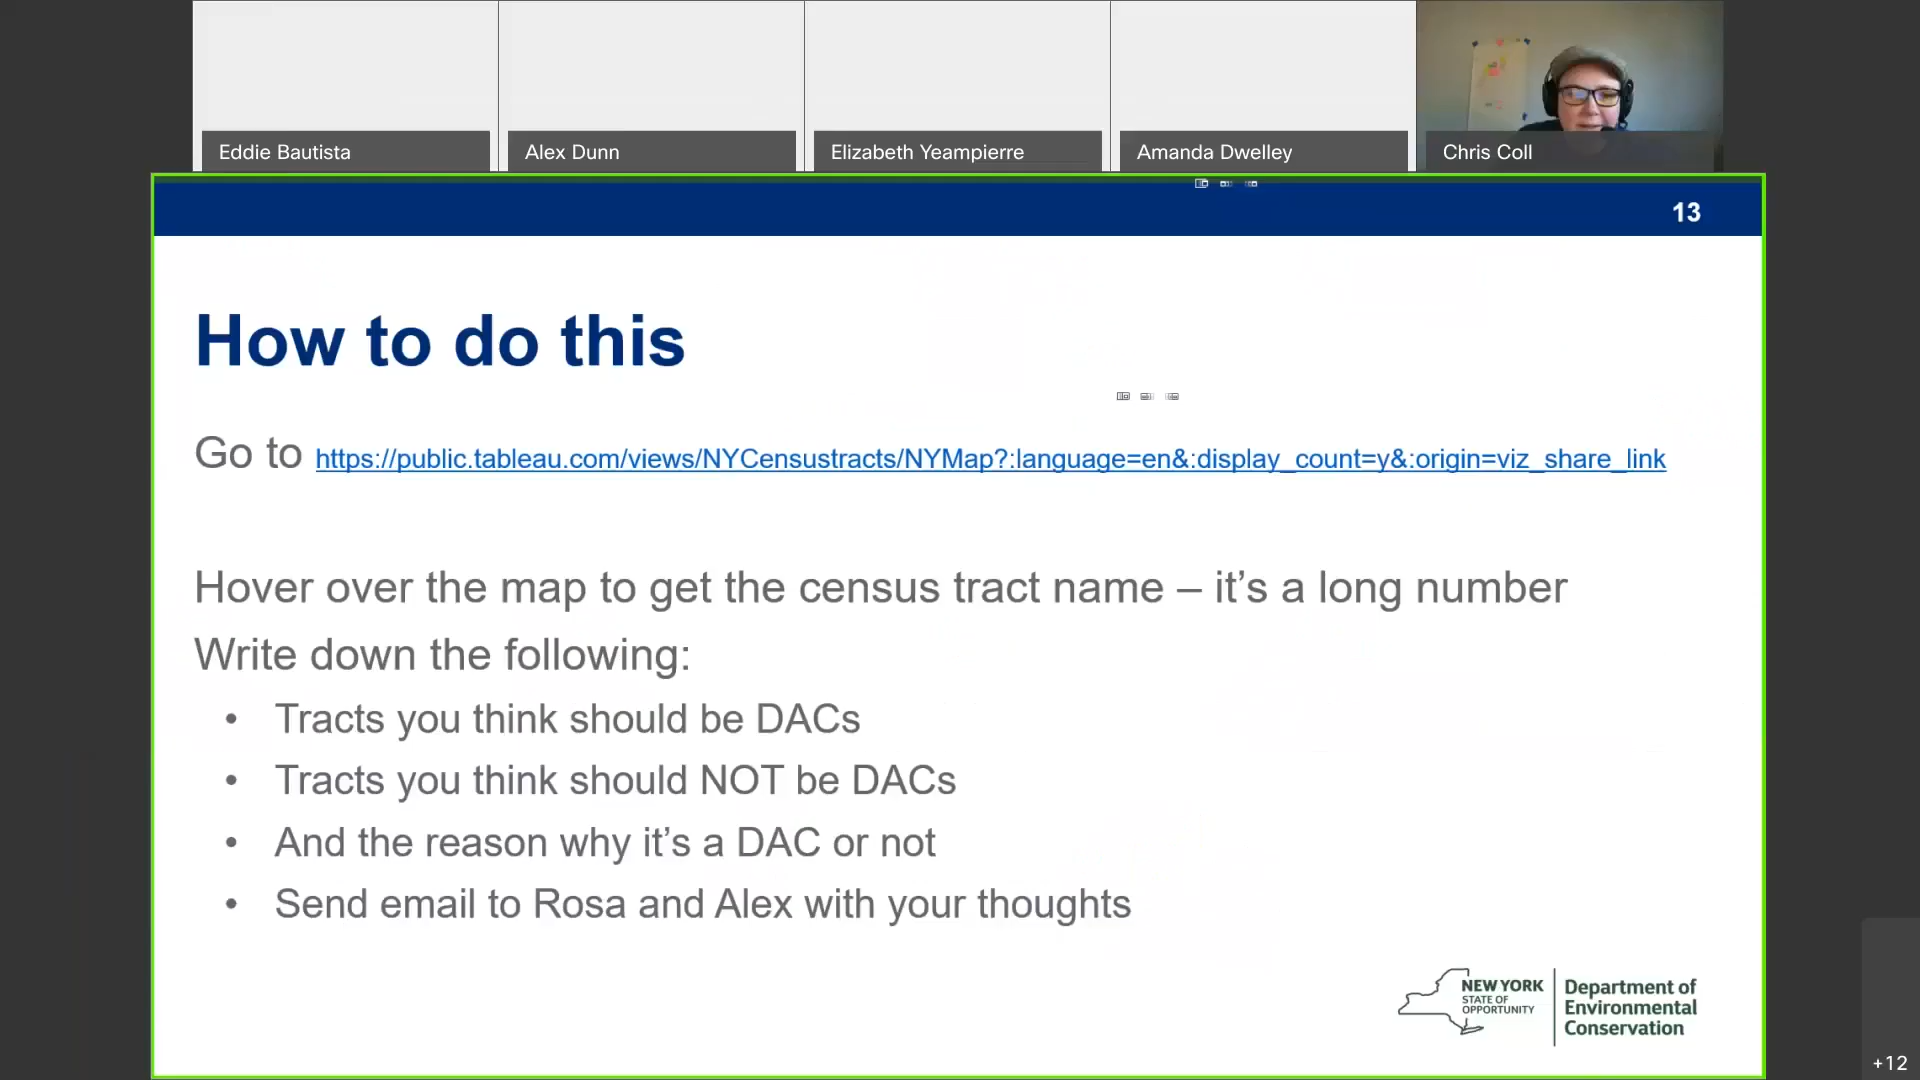 Eddie Bautista
Alex Dunn
Elizabeth Yeampierre
Amanda Dwelley
Chris Coll
13
How to do this
Go to https://public.tableau.com/views/NYCensustracts/NYMap?:language=en&:display_count=y&:origin=viz_share_link
Hover over the map to get the census tract name – it’s a long number
Write down the following:
• Tracts you think should be DACs
• Tracts you think should NOT be DACs
• And the reason why it’s a DAC or not
• Send email to Rosa and Alex with your thoughts
NEW YORK
STATE OF
OPPORTUNITY
Department of
Environmental
Conservation
+12